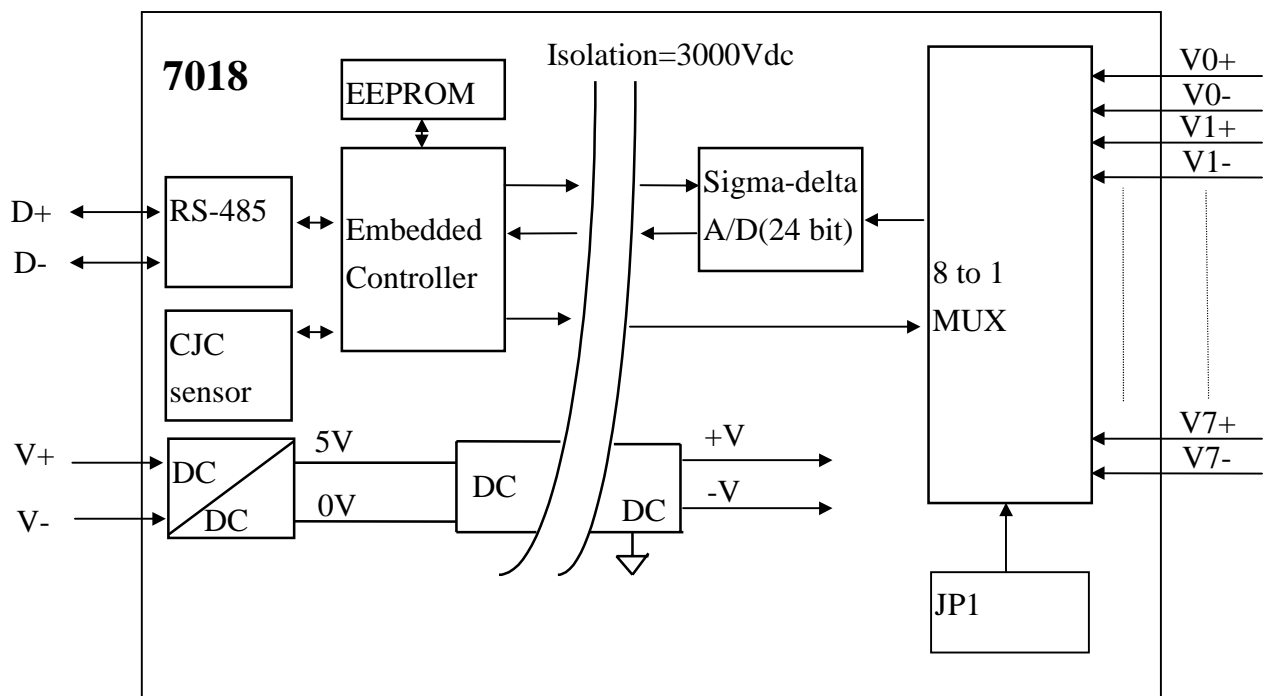 Isolation=3000Vdc
7018
EEPROM
V0+
V0-
V1+
V1-
D+
D-
RS-485
Embedded
Controller
Sigma-delta
A/D(24 bit)
8 to 1
MUX
CJC
sensor
V+
V-
DC
DC
5V
0V
DC
DC
+V
-V
V7+
V7-
JP1